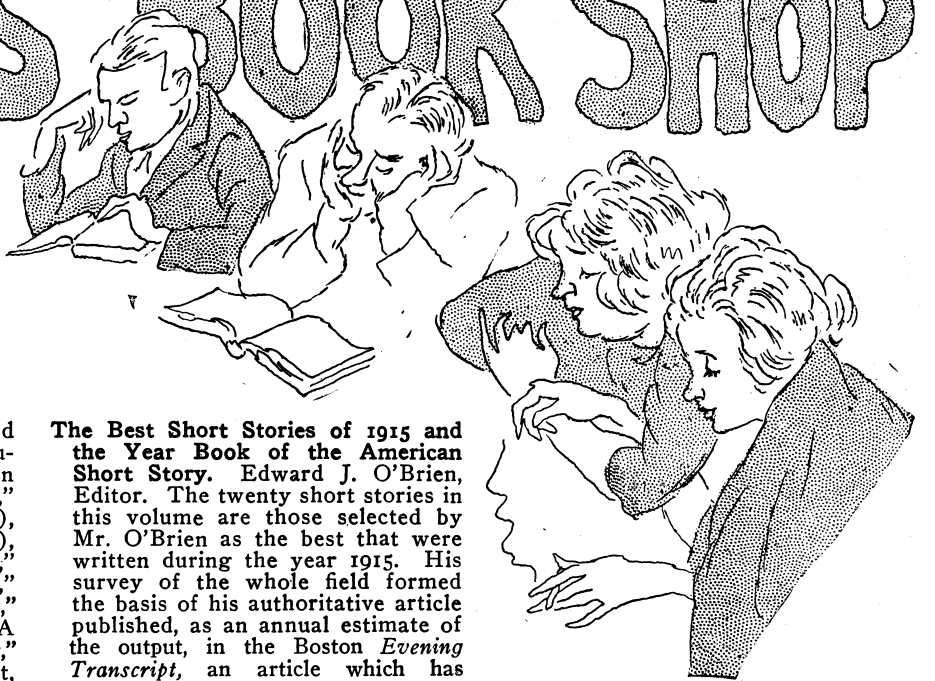 S BOOK SHOP
The Best Short Stories of 1915 and
the Year Book of the American
Short Story. Edward J. O'Brien,
Editor. The twenty short stories in
this volume are those selected by
Mr. O'Brien as the best that were
written during the year 1915. His
survey of the whole field formed
the basis of his authoritative article
published, as an annual estimate of
the output, in the Boston Evening
Transcript, an article which has
d
u-
n
,"
),
),
,"
,"
,"
A
,"
t,